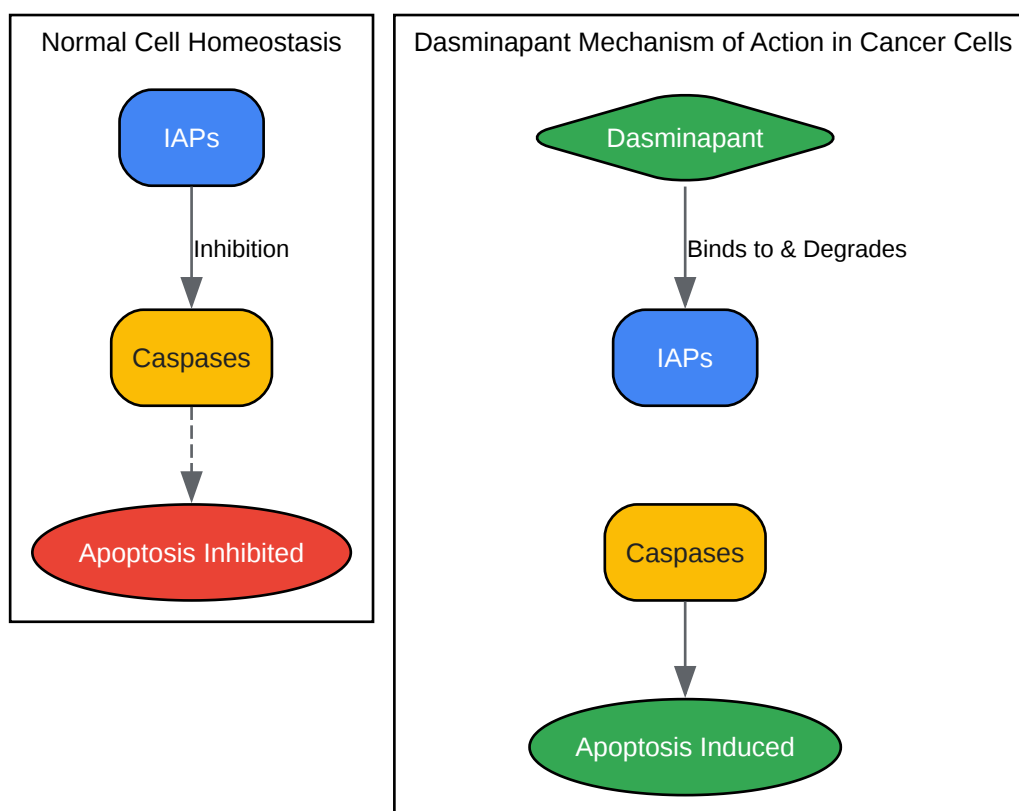 Normal Cell Homeostasis
IAPs
Inhibition
Caspases
Apoptosis Inhibited
Dasminapant Mechanism of Action in Cancer Cells
Dasminapant
Binds to & Degrades
IAPs
Caspases
Apoptosis Induced